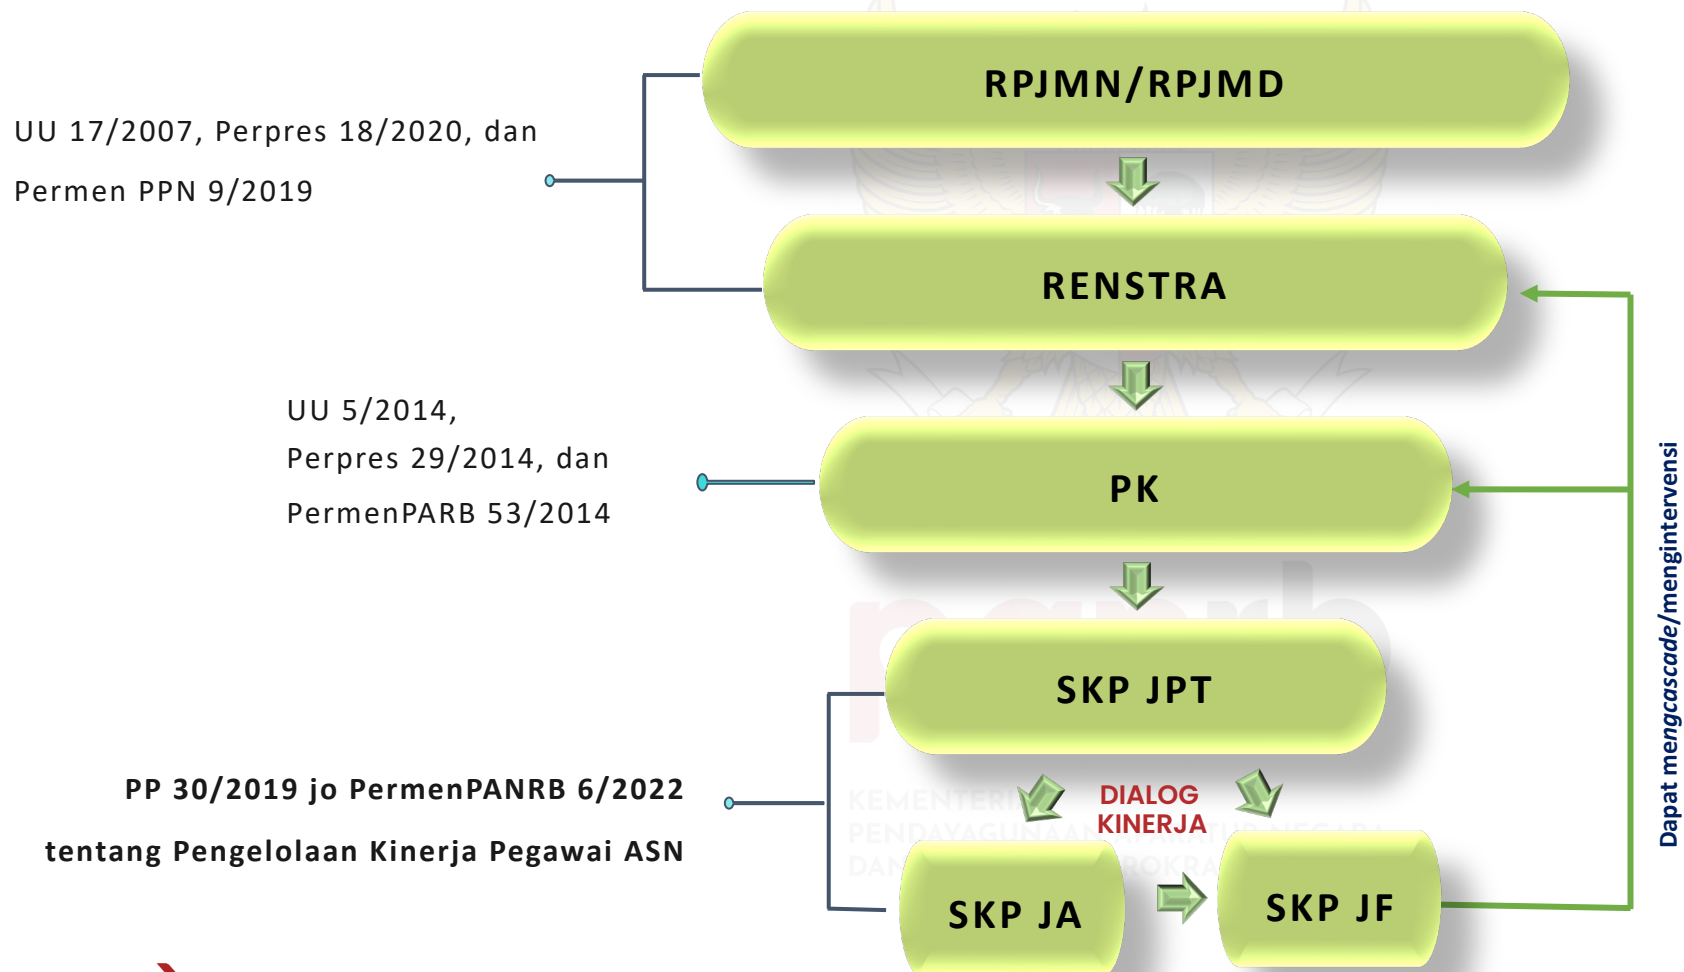 RPJMN/RPJMD
UU 17/2007, Perpres 18/2020, dan
Permen PPN 9/2019
RENSTRA
UU 5/2014,
Perpres 29/2014, dan
PermenPARB 53/2014
PK
Dapat mengcascade/mengintervensi
panrb
SKP JPT
PP 30/2019 jo PermenPANRB 6/2022
tentang Pengelolaan Kinerja Pegawai ASN
DIALOG
KINERJA
SKP JA
SKP JF